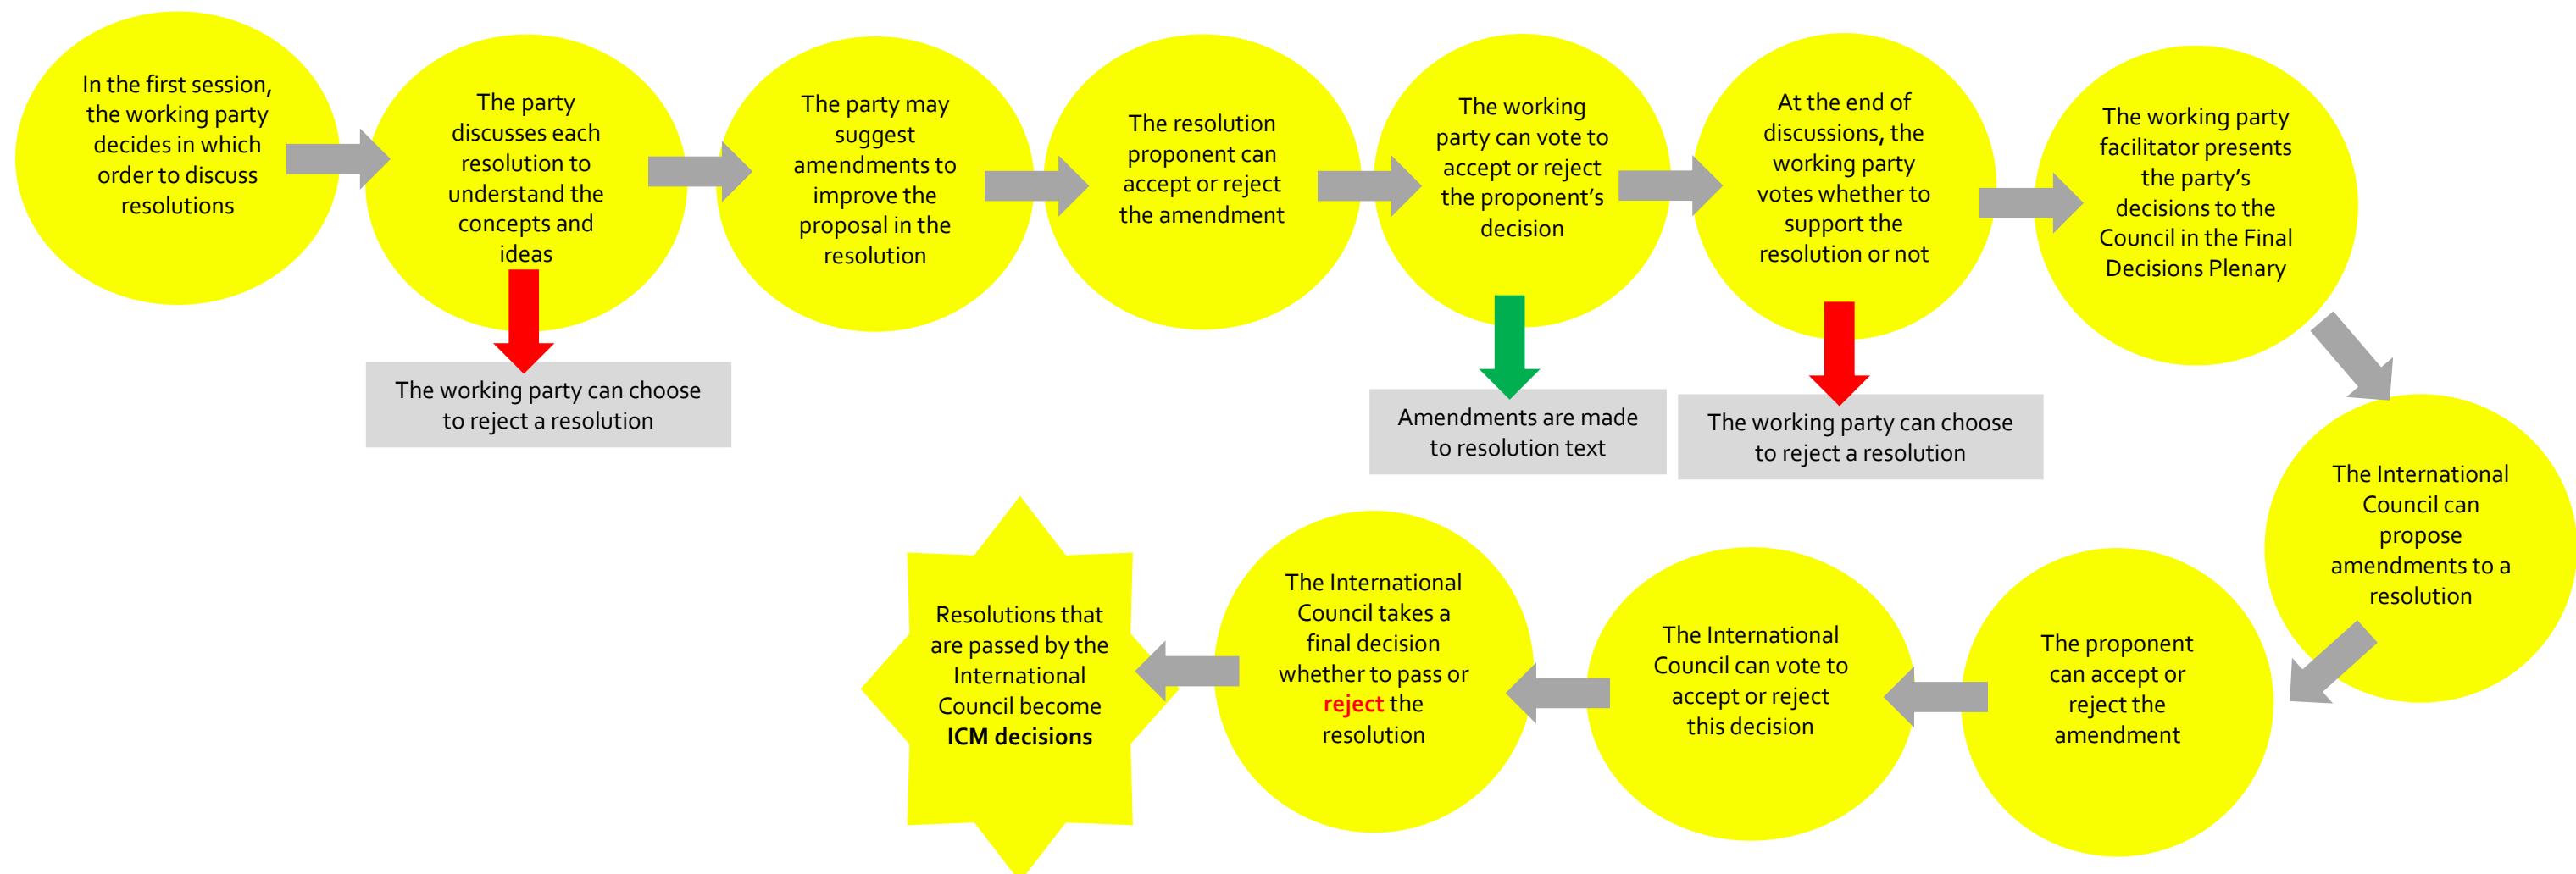 In the first session,
the working party
decides in which
order to discuss
resolutions
The party
discusses each
resolution to
understand the
concepts and
ideas
The party may
suggest
amendments to
improve the
proposal in the
resolution
The resolution
proponent can
accept or reject
the amendment
The working
party can vote to
accept or reject
the proponent's
decision
At the end of
discussions, the
working party
votes whether to
support the
resolution or not
The working party
facilitator presents
the party's
decisions to the
Council in the Final
Decisions Plenary
The working party can choose
to reject a resolution
Amendments are made
to resolution text
The working party can choose
to reject a resolution
The International
Council can
propose
amendments to a
resolution
The proponent
can accept or
reject the
amendment
The International
Council can vote to
accept or reject
this decision
The International
Council takes a
final decision
whether to pass or
reject the
resolution
Resolutions that
are passed by the
International
Council become
ICM decisions